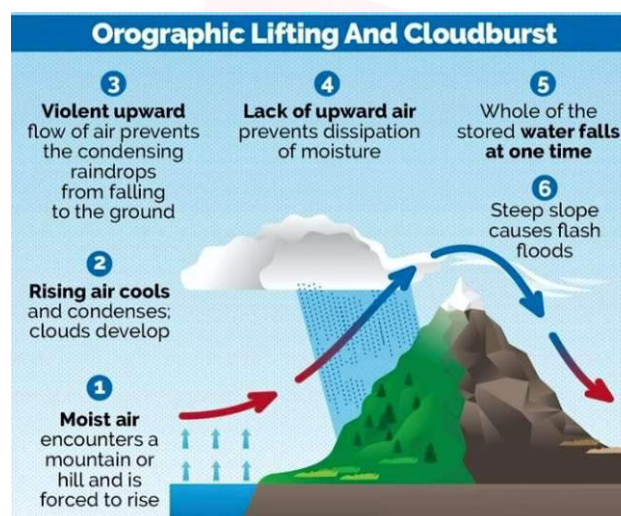 Orographic Lifting And Cloudburst
1
Moist air
encounters a
mountain or
hill and is
forced to rise
2
Rising air cools
and condenses;
clouds develop
3
Violent upward
flow of air prevents
the condensing
raindrops
from falling
to the ground
4
Lack of upward air
prevents dissipation
of moisture
5
Whole of the
stored water falls
at one time
6
Steep slope
causes flash
floods